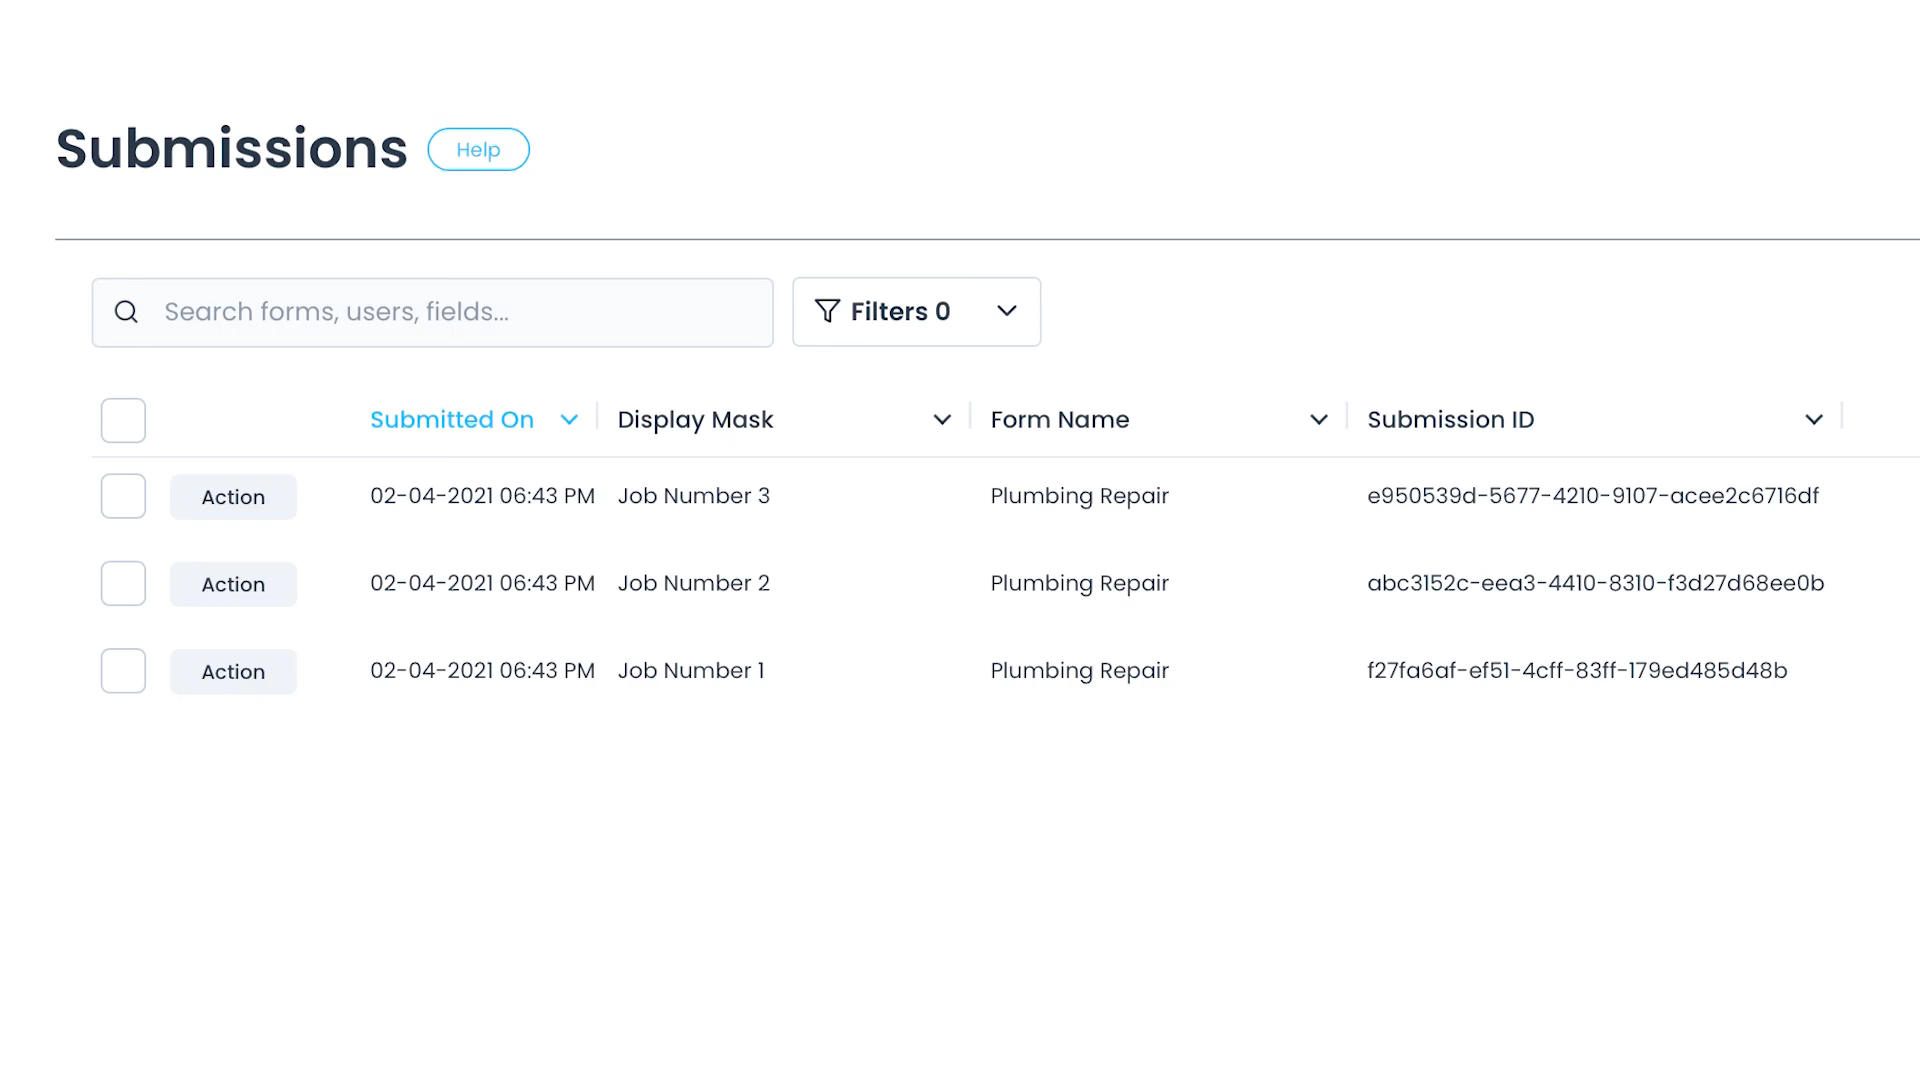 Submissions Help
Search forms, users, fields... Filters 0
Submitted On Display Mask Form Name Submission ID
Action 02-04-2021 06:43 PM Job Number 3 Plumbing Repair e950539d-5677-4210-9107-acee2c6716df
Action 02-04-2021 06:43 PM Job Number 2 Plumbing Repair abc3152c-eea3-4410-8310-f3d27d68ee0b
Action 02-04-2021 06:43 PM Job Number 1 Plumbing Repair f27fa6af-ef51-4cff-83ff-179ed485d48b